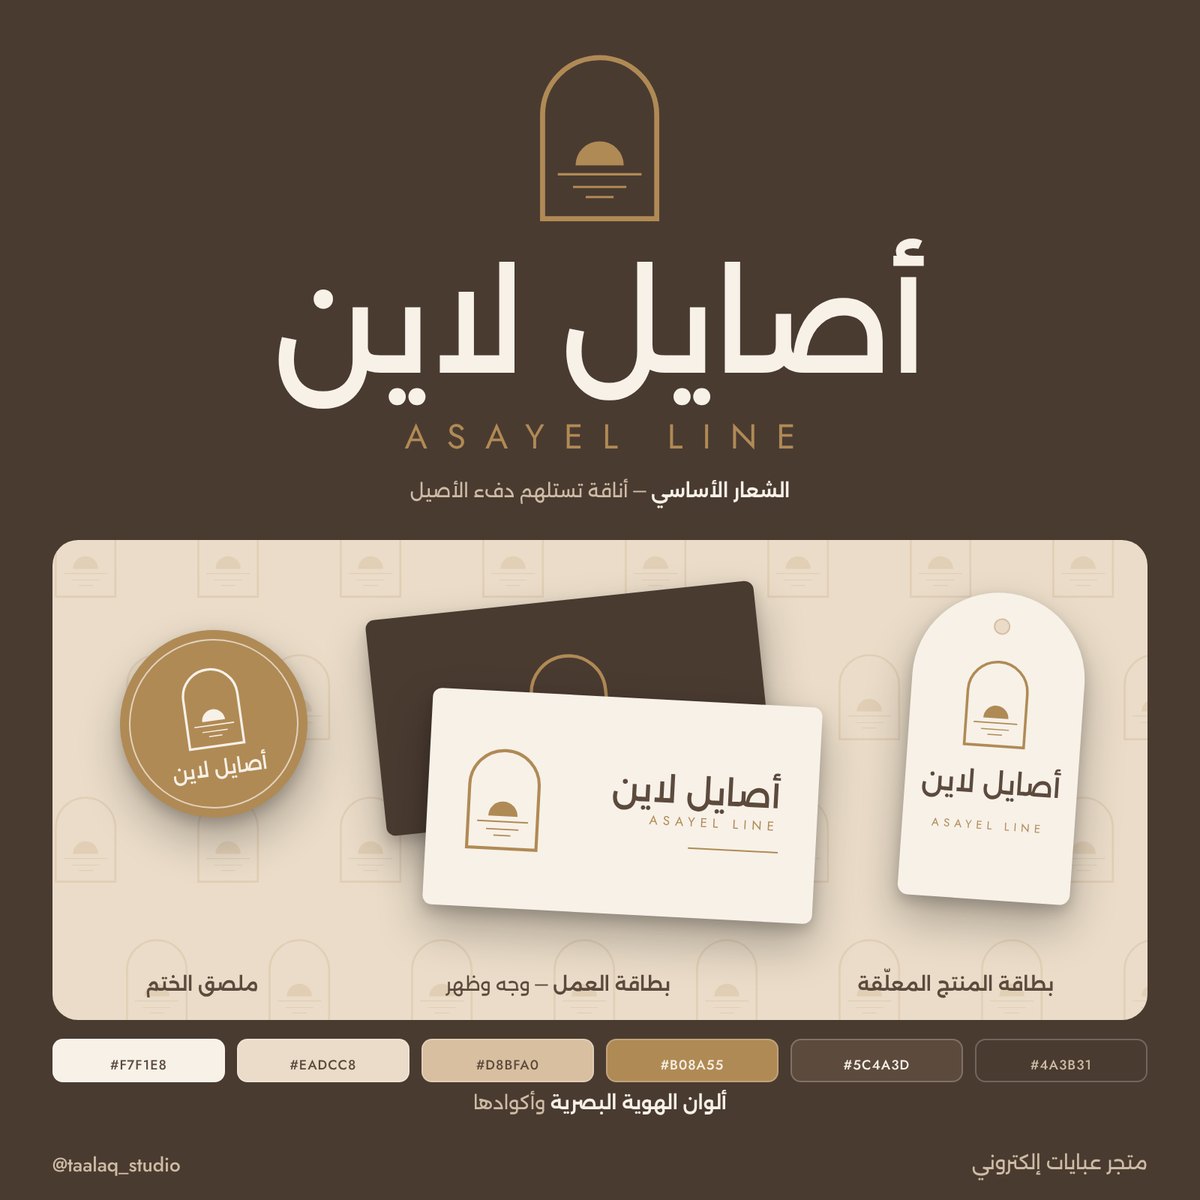 أصايل لاين
ASAYEL LINE
الشعار الأساسي – أناقة تستلهم دفء الأصيل
أصايل لاين
أصايل لاين
ASAYEL LINE
أصايل لاين
ASAYEL LINE
بطاقة المنتج المعلّقة
بطاقة العمل – وجه وظهر
ملصق الختم
#F7F1E8
#EADCC8
#D8BFA0
#B08A55
#5C4A3D
#4A3B31
ألوان الهوية البصرية وأكوادها
متجر عبايات إلكتروني
@taalaq_studio